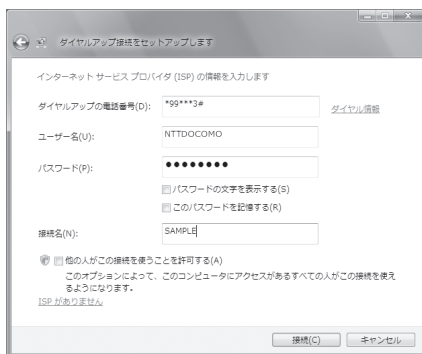 ダイヤルアップ接続をセットアップします
インターネット サービス プロバイダ (ISP) の情報を入力します
ダイヤルアップの電話番号(D): *99***3# ダイヤル情報
ユーザー名(U): NTTDOCOMO
パスワード(P): ●●●●●●●●
パスワードの文字を表示する(S)
このパスワードを記憶する(R)
接続名(N): SAMPLE
他の人がこの接続を使うことを許可する(A)
このオプションによって、このコンピュータにアクセスがあるすべての人がこの接続を使え
るようになります。
ISP がありません
接続(C) キャンセル